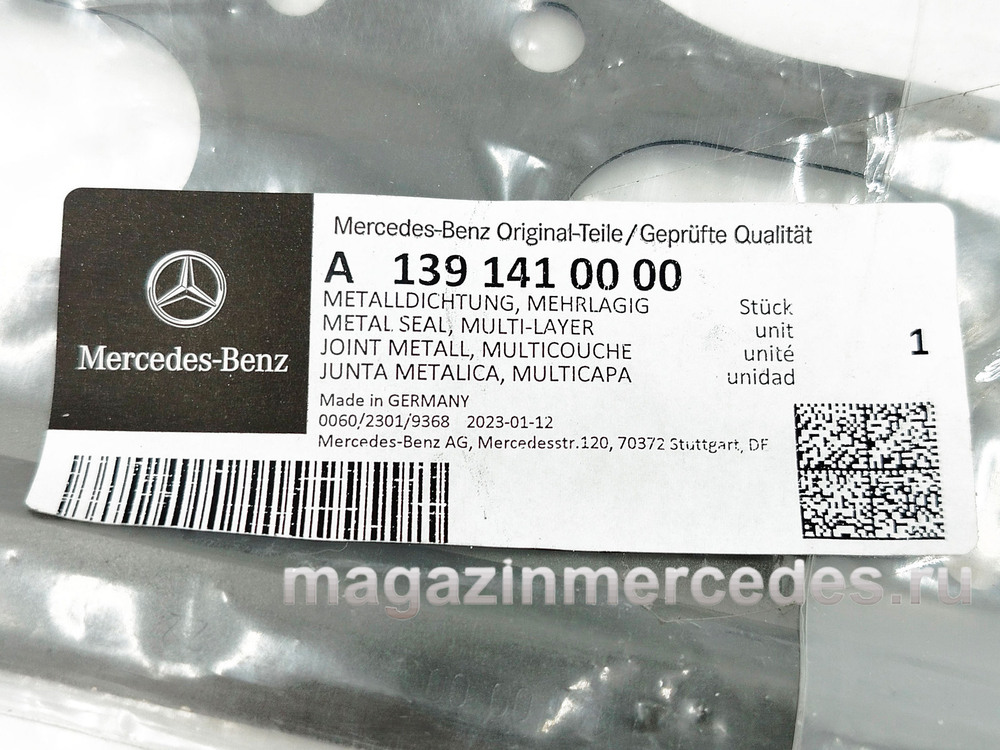 Mercedes-Benz
Mercedes-Benz Original-Teile/Geprüfte Qualität
A 139 141 00 00
METALLDICHTUNG, MEHRLAGIG Stück
METAL SEAL, MULTI-LAYER unit
JOINT METALL, MULTICOUCHE unité
JUNTA METALICA, MULTICAPA unidad
1
Made in GERMANY
0060/2301/9368 2023-01-12
Mercedes-Benz AG, Mercedesstr.120, 70372 Stuttgart, DE
magazinmercedes.ru